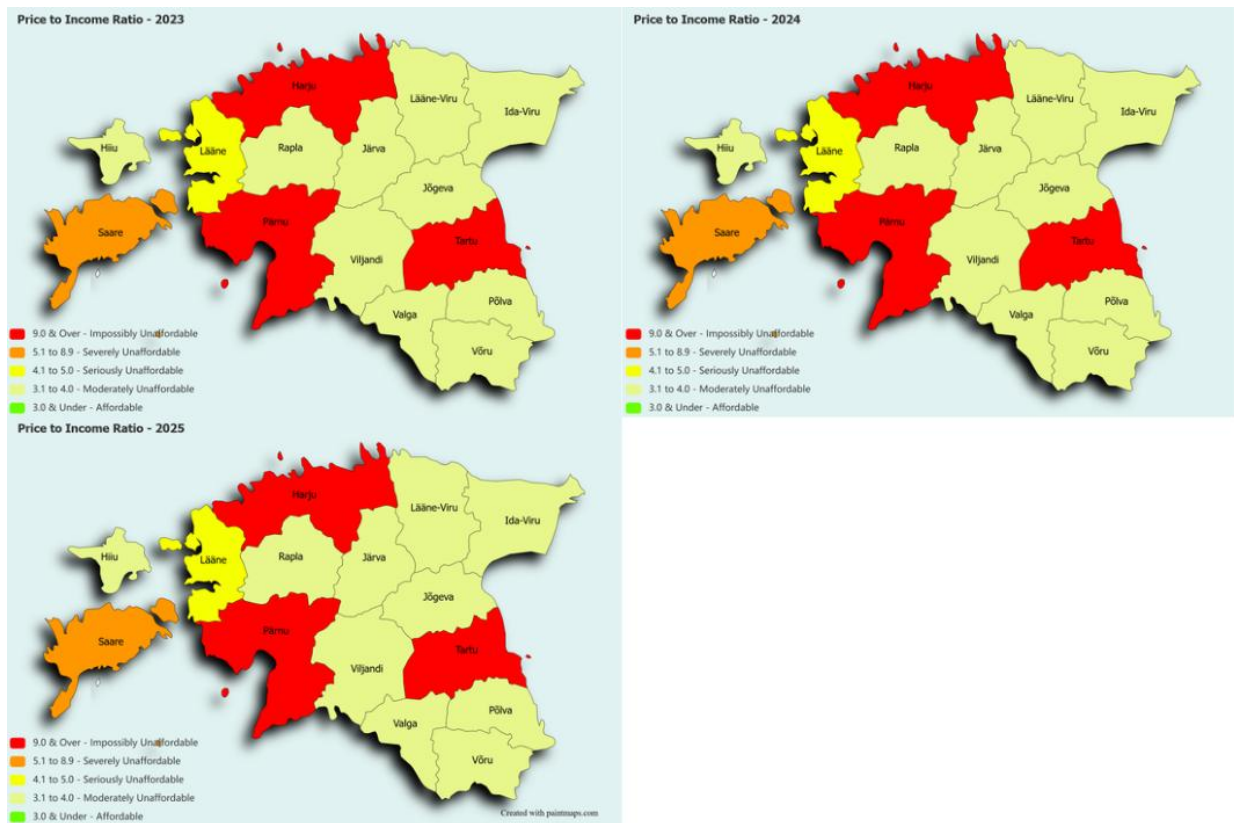 Price to Income Ratio - 2023
Harju
Lääne-Viru
Ida-Viru
Hiiu
Lääne
Rapla
Järva
Jõgeva
Saare
Pärnu
Tartu
Viljandi
Põlva
Valga
Võru
9.0 & Over - Impossibly Unaffordable
5.1 to 8.9 - Severely Unaffordable
4.1 to 5.0 - Seriously Unaffordable
3.1 to 4.0 - Moderately Unaffordable
3.0 & Under - Affordable
Price to Income Ratio - 2024
Harju
Lääne-Viru
Ida-Viru
Hiiu
Lääne
Rapla
Järva
Jõgeva
Saare
Pärnu
Tartu
Viljandi
Põlva
Valga
Võru
9.0 & Over - Impossibly Unaffordable
5.1 to 8.9 - Severely Unaffordable
4.1 to 5.0 - Seriously Unaffordable
3.1 to 4.0 - Moderately Unaffordable
3.0 & Under - Affordable
Price to Income Ratio - 2025
Harju
Lääne-Viru
Ida-Viru
Hiiu
Lääne
Rapla
Järva
Jõgeva
Saare
Pärnu
Tartu
Viljandi
Põlva
Valga
Võru
9.0 & Over - Impossibly Unaffordable
5.1 to 8.9 - Severely Unaffordable
4.1 to 5.0 - Seriously Unaffordable
3.1 to 4.0 - Moderately Unaffordable
3.0 & Under - Affordable
Created with paintmaps.com